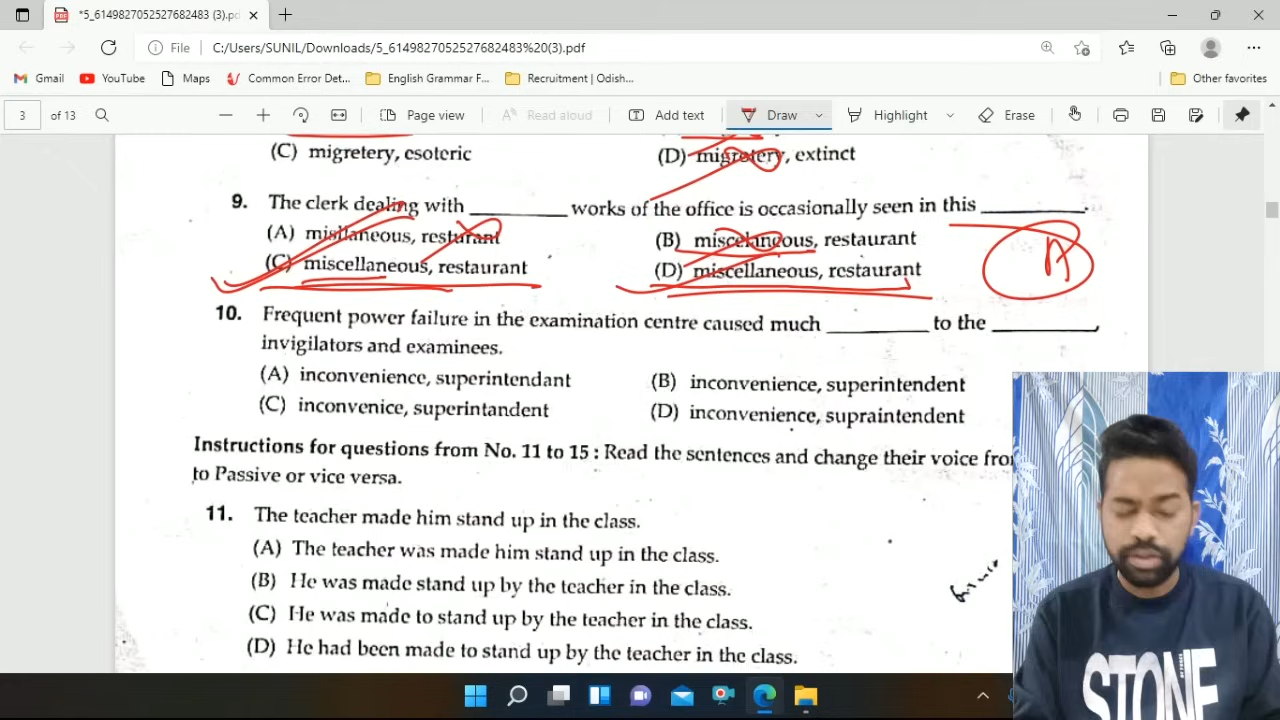 *5_6149827052527682483 (3).pd
File C:/Users/SUNIL/Downloads/5_6149827052527682483%20(3).pdf
Gmail YouTube Maps Common Error Det... English Grammar F... Recruitment | Odish... Other favorites
3 of 13 Page view Read aloud Add text Draw Highlight Erase
(C) migretery, esoteric (D) migretery, extinct
9. The clerk dealing with ________ works of the office is occasionally seen in this ________.
(A) misllaneous, resturant (B) miscelaneous, restaurant
(C) miscellaneous, restaurant (D) miscellaneous, restaurant
A
10. Frequent power failure in the examination centre caused much ________ to the ________,
invigilators and examinees.
(A) inconvenience, superintendant (B) inconvenience, superintendent
(C) inconvenice, superintandent (D) inconvenience, supraintendent
Instructions for questions from No. 11 to 15 : Read the sentences and change their voice from
to Passive or vice versa.
11. The teacher made him stand up in the class.
(A) The teacher was made him stand up in the class.
(B) He was made stand up by the teacher in the class.
(C) He was made to stand up by the teacher in the class.
(D) He had been made to stand up by the teacher in the class.
STONE